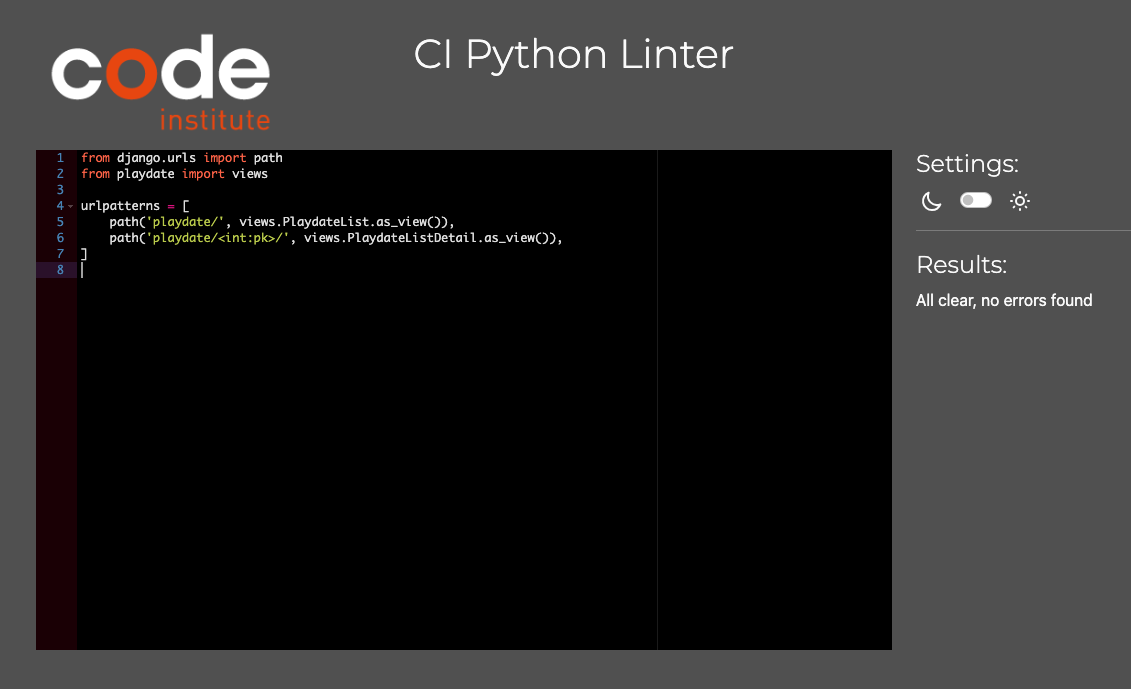 code
institute
CI Python Linter
1 from django.urls import path
2 from playdate import views
3
4 urlpatterns = [
5     path('playdate/', views.PlaydateList.as_view()),
6     path('playdate/<int:pk>/', views.PlaydateListDetail.as_view()),
7 ]
8
Settings:
Results:
All clear, no errors found